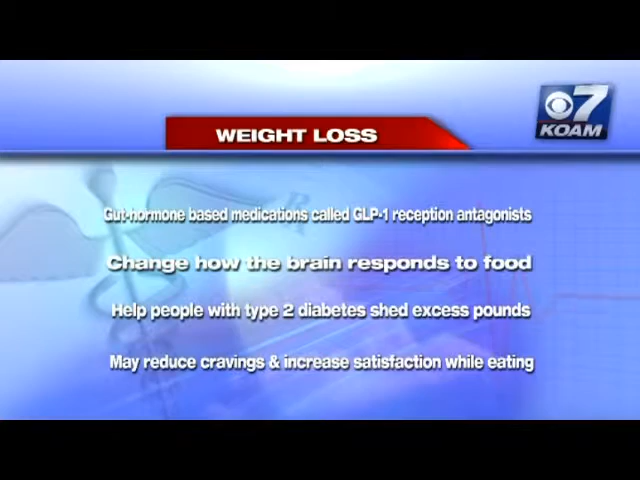 7
KOAM
WEIGHT LOSS
Gut-hormone based medications called GLP-1 reception antagonists
Change how the brain responds to food
Help people with type 2 diabetes shed excess pounds
May reduce cravings & increase satisfaction while eating